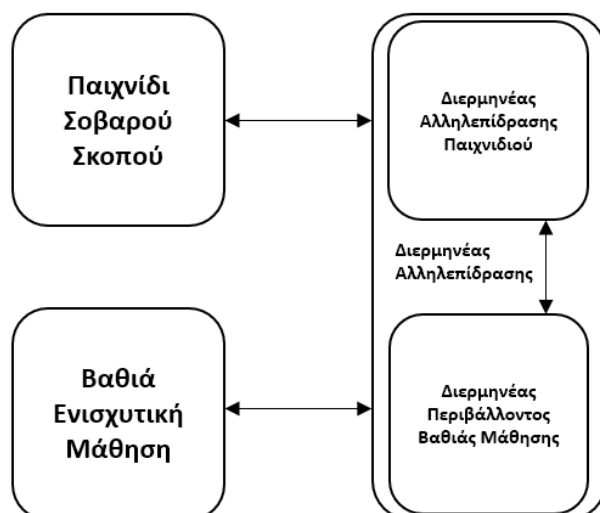 Παιχνίδι
Σοβαρού
Σκοπού
Διερμηνέας
Αλληλεπίδρασης
Παιχνιδιού
Διερμηνέας
Αλληλεπίδρασης
Βαθιά
Ενισχυτική
Μάθηση
Διερμηνέας
Περιβάλλοντος
Βαθιάς Μάθησης